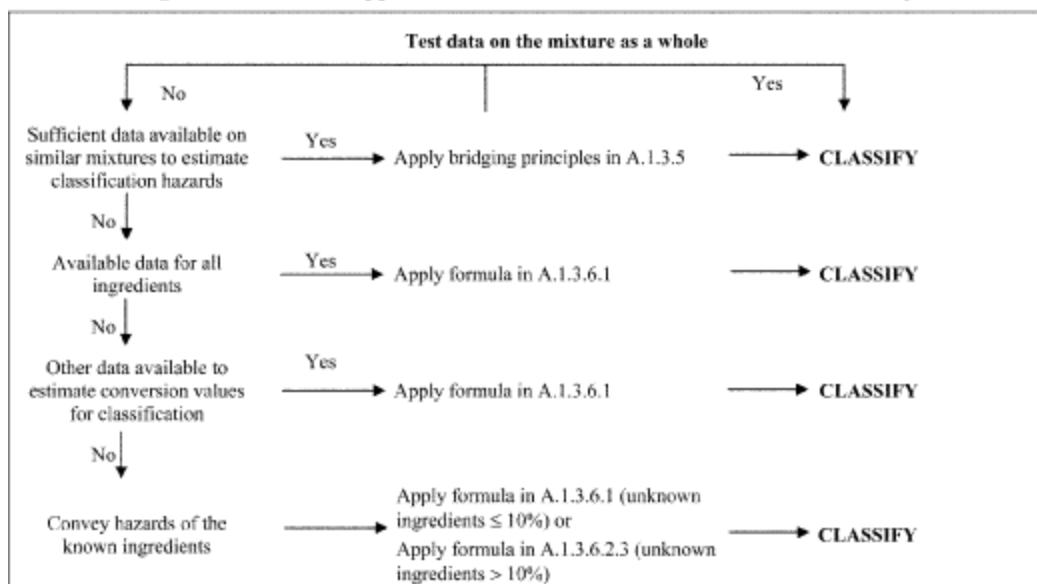 Test data on the mixture as a whole
No
Yes
Sufficient data available on
similar mixtures to estimate
classification hazards
Yes
Apply bridging principles in A.1.3.5
CLASSIFY
No
Available data for all
ingredients
Yes
Apply formula in A.1.3.6.1
CLASSIFY
No
Other data available to
estimate conversion values
for classification
Yes
Apply formula in A.1.3.6.1
CLASSIFY
No
Convey hazards of the
known ingredients
Apply formula in A.1.3.6.1 (unknown
ingredients ≤ 10%) or
Apply formula in A.1.3.6.2.3 (unknown
ingredients > 10%)
CLASSIFY